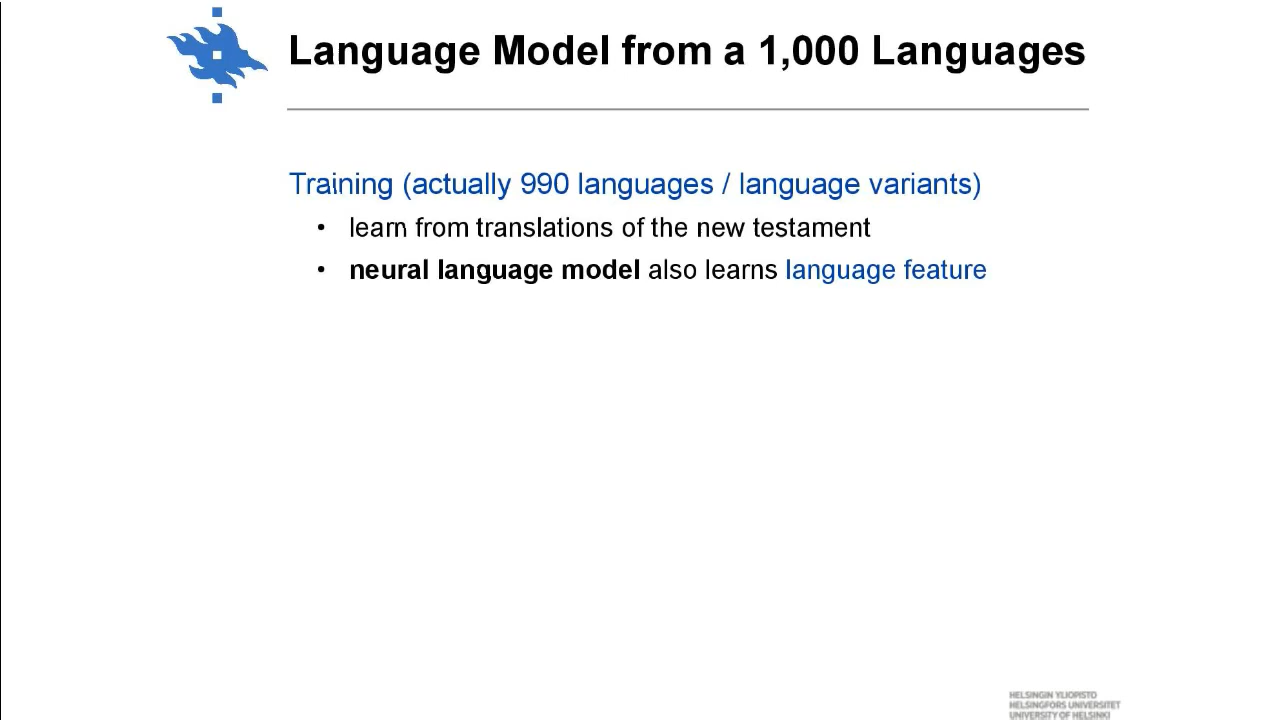 Language Model from a 1,000 Languages
Training (actually 990 languages / language variants)
• learn from translations of the new testament
• neural language model also learns language feature
HELSINGIN YLIOPISTO
HELSINGFORS UNIVERSITET
UNIVERSITY OF HELSINKI